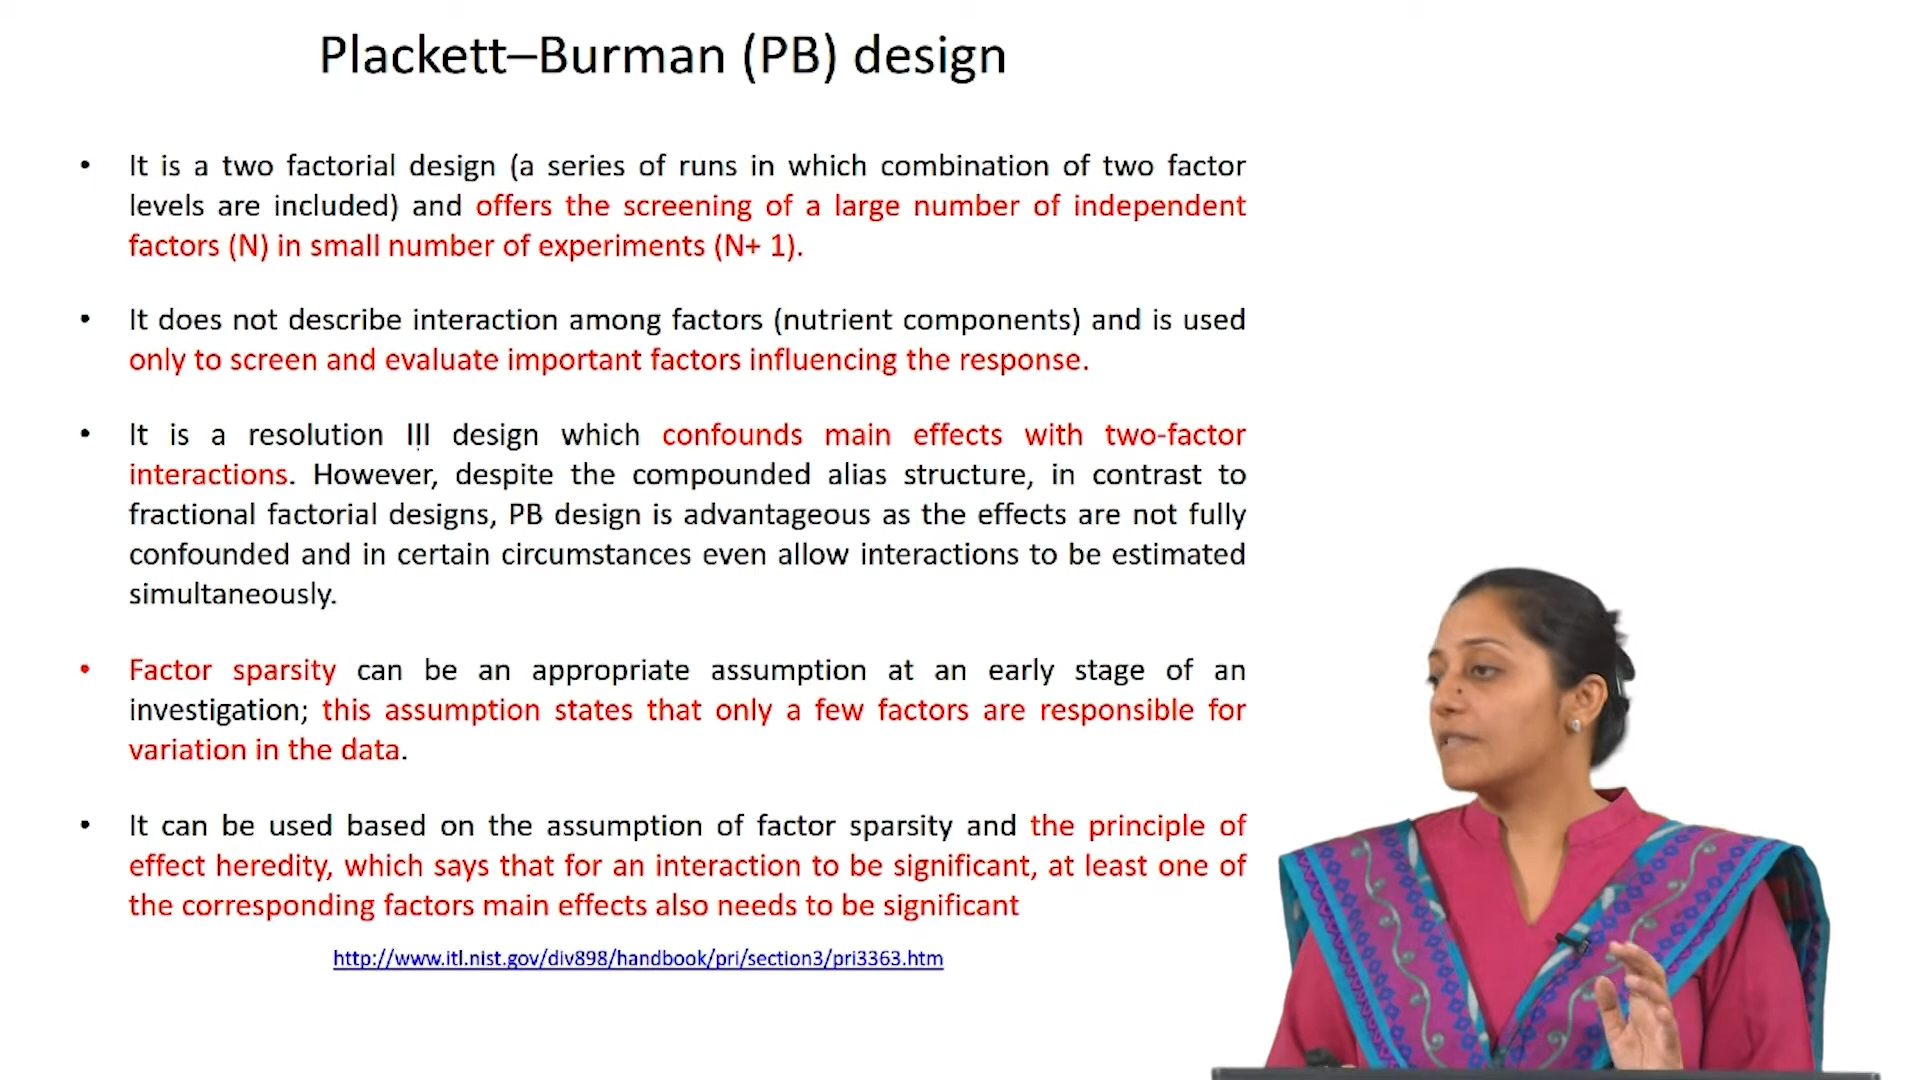 Plackett–Burman (PB) design
• It is a two factorial design (a series of runs in which combination of two factor
levels are included) and offers the screening of a large number of independent
factors (N) in small number of experiments (N+ 1).
• It does not describe interaction among factors (nutrient components) and is used
only to screen and evaluate important factors influencing the response.
• It is a resolution III design which confounds main effects with two-factor
interactions. However, despite the compounded alias structure, in contrast to
fractional factorial designs, PB design is advantageous as the effects are not fully
confounded and in certain circumstances even allow interactions to be estimated
simultaneously.
• Factor sparsity can be an appropriate assumption at an early stage of an
investigation; this assumption states that only a few factors are responsible for
variation in the data.
• It can be used based on the assumption of factor sparsity and the principle of
effect heredity, which says that for an interaction to be significant, at least one of
the corresponding factors main effects also needs to be significant
http://www.itl.nist.gov/div898/handbook/pri/section3/pri3363.htm